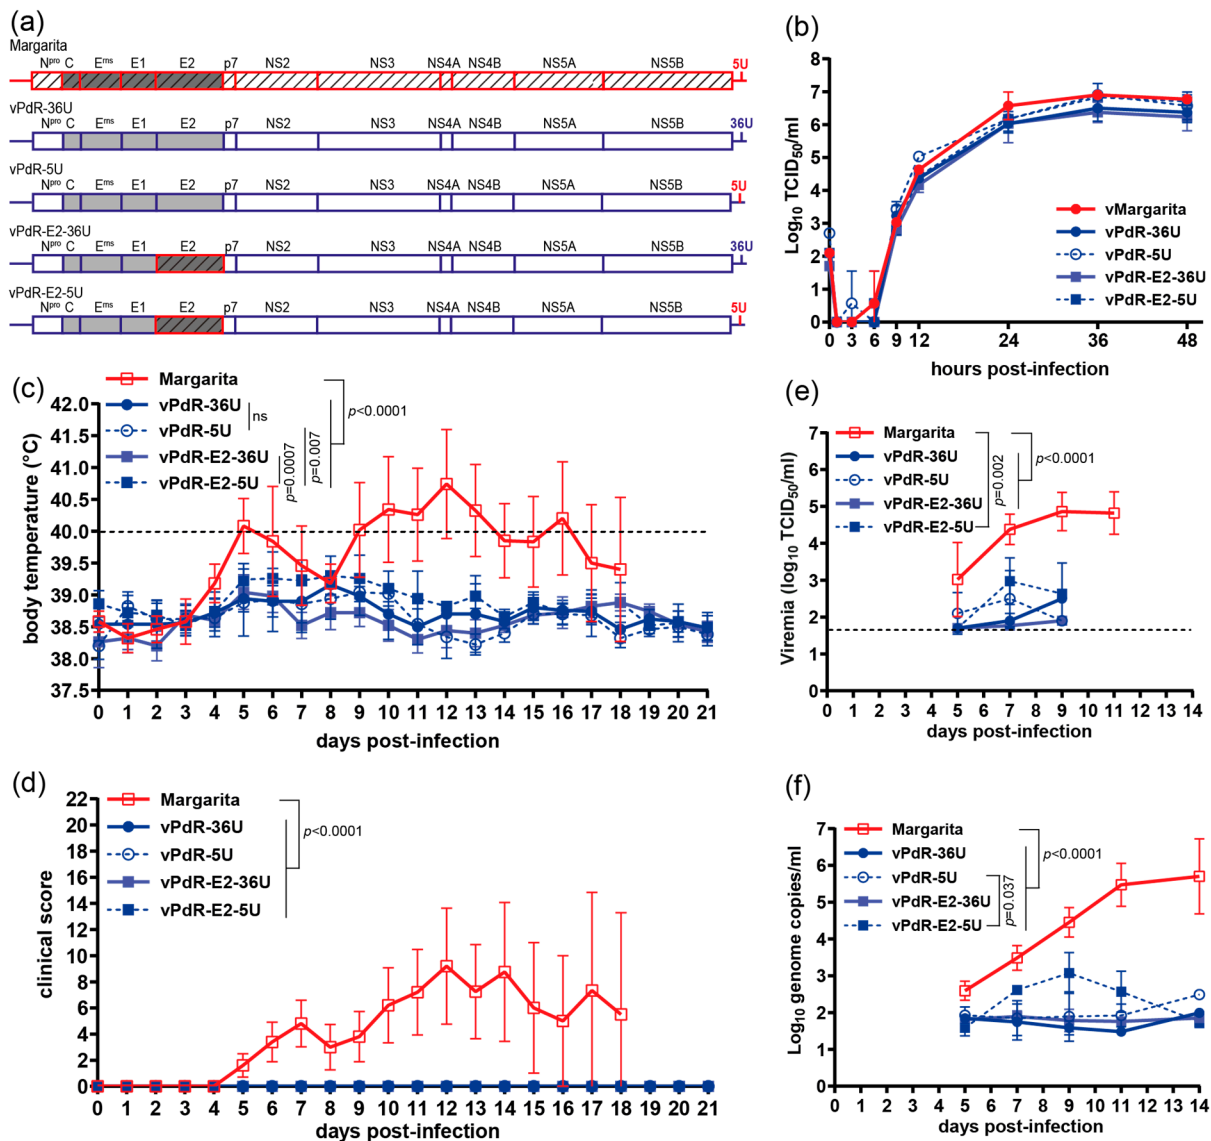 (a)
Margarita
Npro C Erns E1 E2 p7 NS2 NS3 NS4A NS4B NS5A NS5B 5U
vPdR-36U
Npro C Erns E1 E2 p7 NS2 NS3 NS4A NS4B NS5A NS5B 36U
vPdR-5U
Npro C Erns E1 E2 p7 NS2 NS3 NS4A NS4B NS5A NS5B 5U
vPdR-E2-36U
Npro C Erns E1 E2 p7 NS2 NS3 NS4A NS4B NS5A NS5B 36U
vPdR-E2-5U
Npro C Erns E1 E2 p7 NS2 NS3 NS4A NS4B NS5A NS5B 5U
(b)
Log10 TCID50/ml
8
7
6
5
4
3
2
1
0
vMargarita
vPdR-36U
vPdR-5U
vPdR-E2-36U
vPdR-E2-5U
0 3 6 9 12 24 36 48
hours post-infection
(c)
body temperature (°C)
42.0
41.5
41.0
40.5
40.0
39.5
39.0
38.5
38.0
37.5
Margarita
vPdR-36U
vPdR-5U
vPdR-E2-36U
vPdR-E2-5U
ns
p=0.0007
p=0.007
p<0.0001
0 1 2 3 4 5 6 7 8 9 10 11 12 13 14 15 16 17 18 19 20 21
days post-infection
(e)
Viremia (log10 TCID50/ml)
7
6
5
4
3
2
1
0
Margarita
vPdR-36U
vPdR-5U
vPdR-E2-36U
vPdR-E2-5U
p=0.002
p<0.0001
0 1 2 3 4 5 6 7 8 9 10 11 12 13 14
days post-infection
(d)
clinical score
22
20
18
16
14
12
10
8
6
4
2
0
Margarita
vPdR-36U
vPdR-5U
vPdR-E2-36U
vPdR-E2-5U
p<0.0001
0 1 2 3 4 5 6 7 8 9 10 11 12 13 14 15 16 17 18 19 20 21
days post-infection
(f)
Log10 genome copies/ml
7
6
5
4
3
2
1
0
Margarita
vPdR-36U
vPdR-5U
vPdR-E2-36U
vPdR-E2-5U
p=0.037
p<0.0001
0 1 2 3 4 5 6 7 8 9 10 11 12 13 14
days post-infection